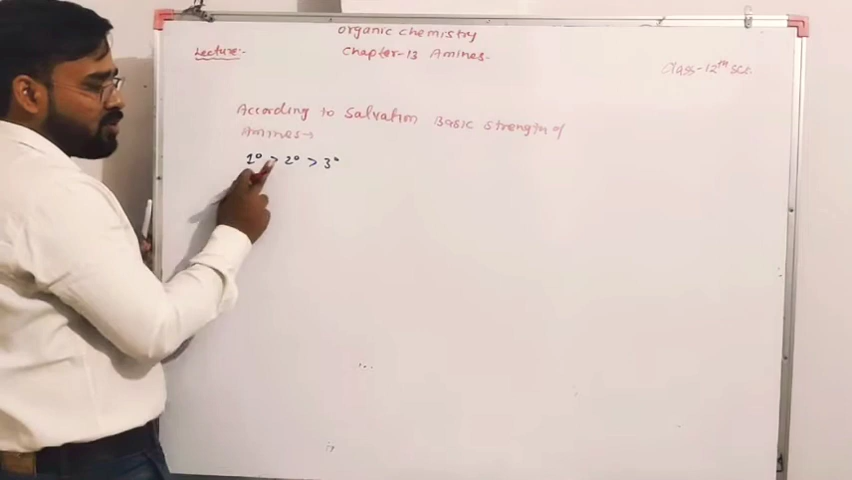 Organic chemistry
Lecture:-
Chapter-13 Amines-
Class-12th Sci.
According to Salvation Basic strength of
Amines→
1° > 2° > 3°